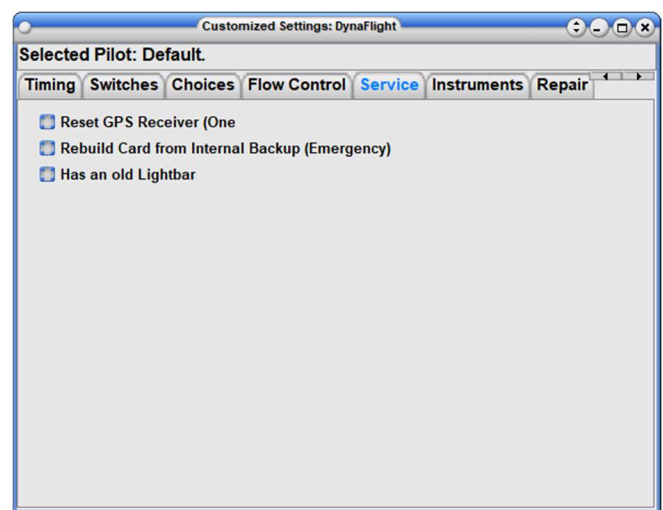 Customized Settings: DynaFlight
Selected Pilot: Default.
Timing Switches Choices Flow Control Service Instruments Repair
Reset GPS Receiver (One
Rebuild Card from Internal Backup (Emergency)
Has an old Lightbar